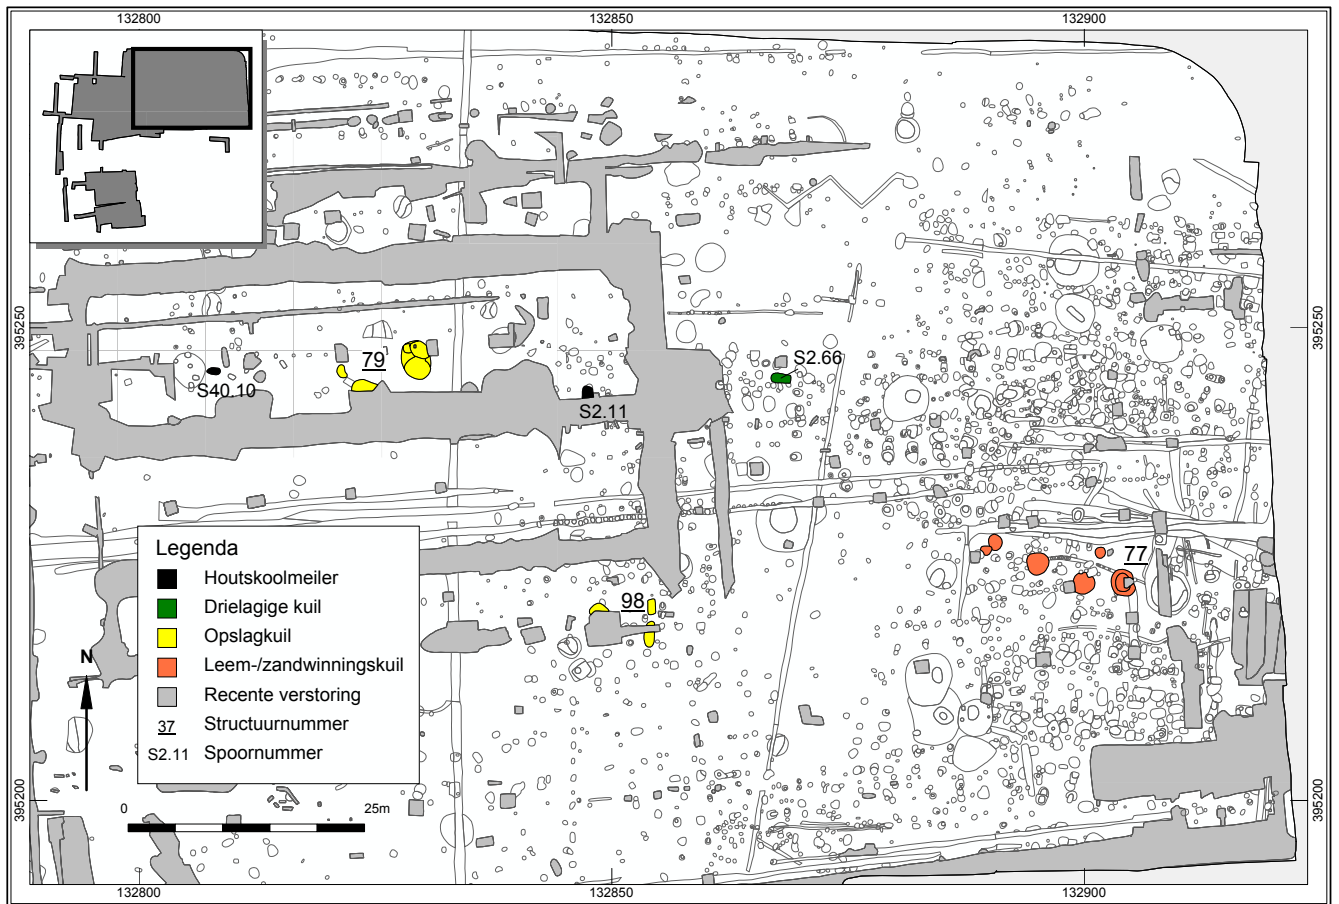 132800 132850 132900
395250 395250
79
S40.10
S2.11
S2.66
77
98
Legenda
Houtskoolmeiler
Drielagige kuil
Opslagkuil
Leem-/zandwinningskuil
Recente verstoring
37 Structuurnummer
S2.11 Spoornummer
N
0 25m
395200 395200
132800 132850 132900